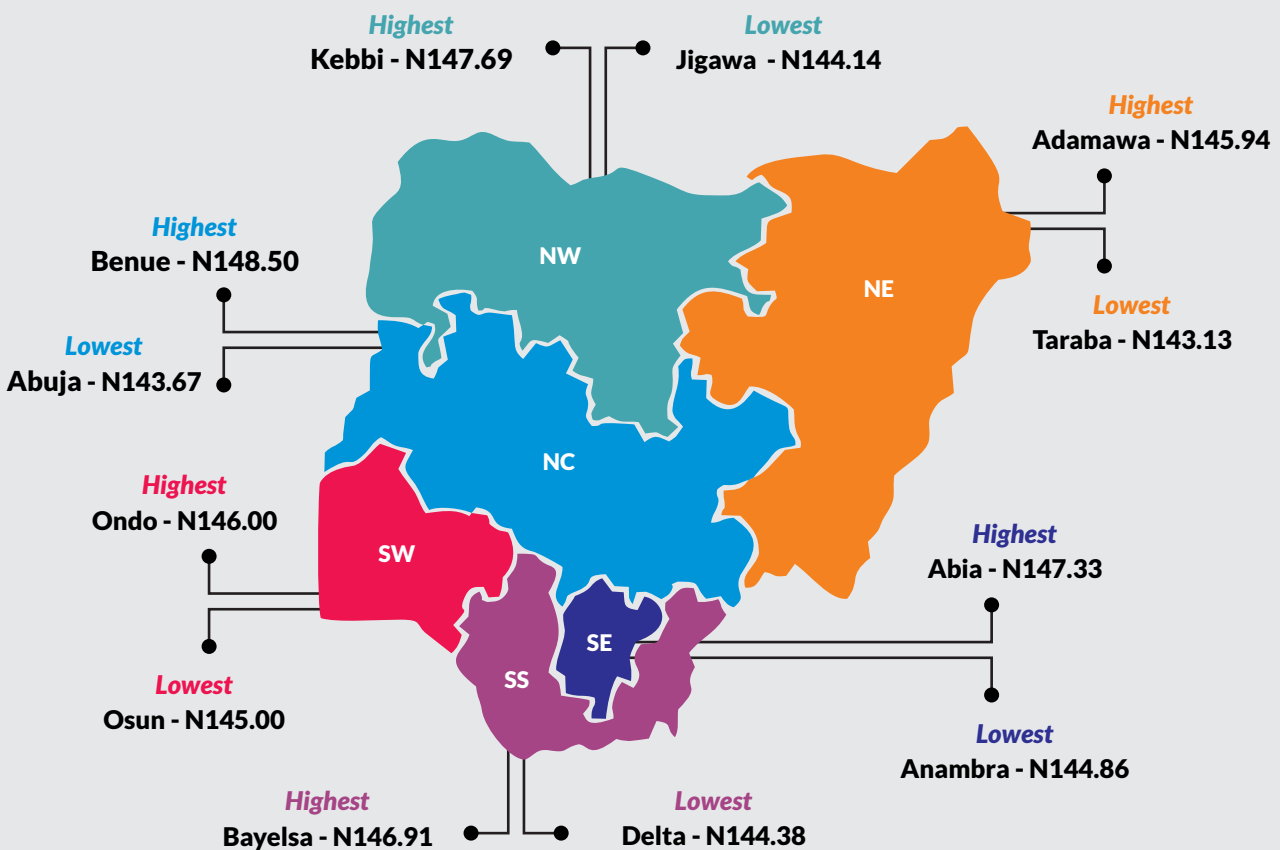 Highest
Kebbi - N147.69
Lowest
Jigawa - N144.14
Highest
Adamawa - N145.94
Highest
Benue - N148.50
NW
NE
Lowest
Taraba - N143.13
Lowest
Abuja - N143.67
NC
Highest
Ondo - N146.00
SW
Highest
Abia - N147.33
SE
SS
Lowest
Osun - N145.00
Lowest
Anambra - N144.86
Highest
Bayelsa - N146.91
Lowest
Delta - N144.38